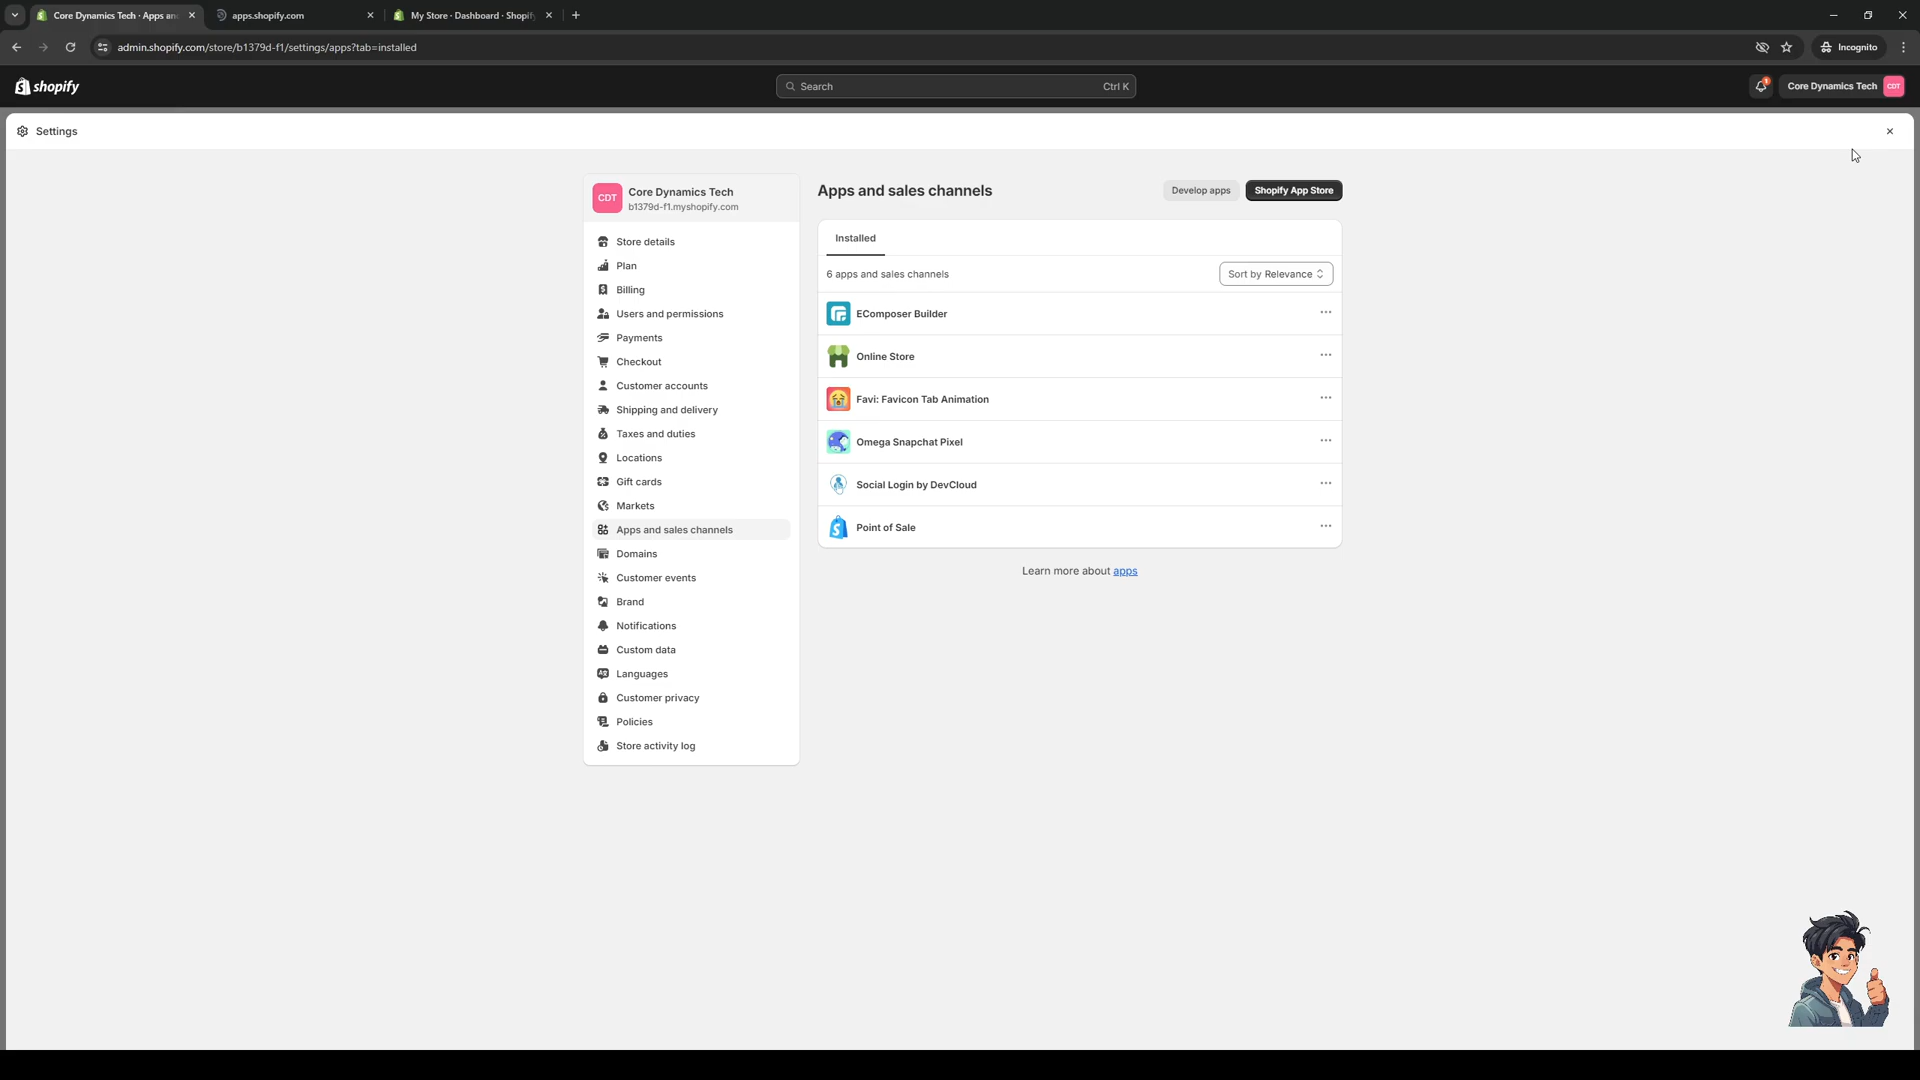 Core Dynamics Tech · Apps an
apps.shopify.com
My Store · Dashboard · Shopify
admin.shopify.com/store/b1379d-f1/settings/apps?tab=installed
Incognito
shopify
Search
Ctrl K
1
Core Dynamics Tech
CDT
Settings
CDT
Core Dynamics Tech
b1379d-f1.myshopify.com
Store details
Plan
Billing
Users and permissions
Payments
Checkout
Customer accounts
Shipping and delivery
Taxes and duties
Locations
Gift cards
Markets
Apps and sales channels
Domains
Customer events
Brand
Notifications
Custom data
Languages
Customer privacy
Policies
Store activity log
Apps and sales channels
Develop apps
Shopify App Store
Installed
6 apps and sales channels
Sort by Relevance
EComposer Builder
Online Store
Favi: Favicon Tab Animation
Omega Snapchat Pixel
Social Login by DevCloud
Point of Sale
Learn more about apps